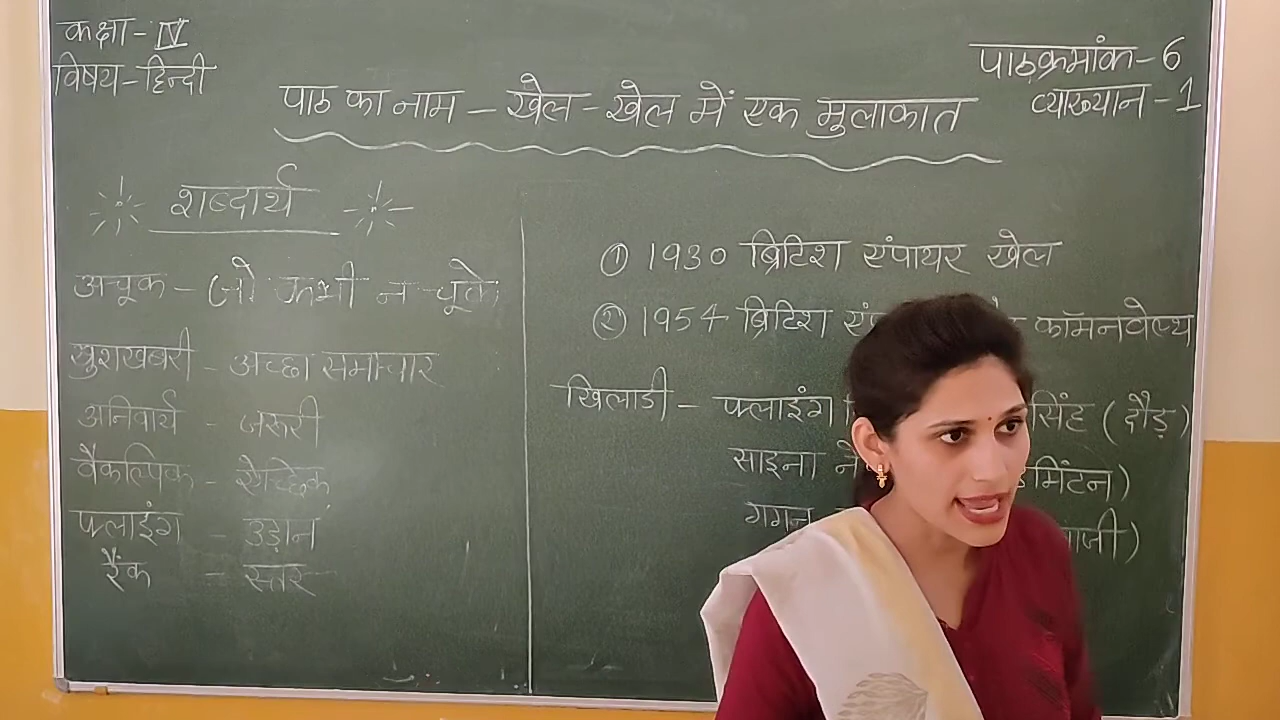 कक्षा - IV
विषय - हिन्दी
पाठक्रमांक - 6
व्याख्यान - 1
पाठ का नाम - खेल - खेल में एक मुलाकात
शब्दार्थ
अचूक - जो कभी न चूके
खुशखबरी - अच्छा समाचार
अनिवार्य - जरूरी
वैकल्पिक - ऐच्छिक
फ्लाइंग - उड़ान
रैंक - स्तर
① 1930 ब्रिटिश एंपायर खेल
② 1954 ब्रिटिश कॉमनवेल्थ
खिलाडी - फ्लाइंग सिंह (दौड़)
साइना
गगन